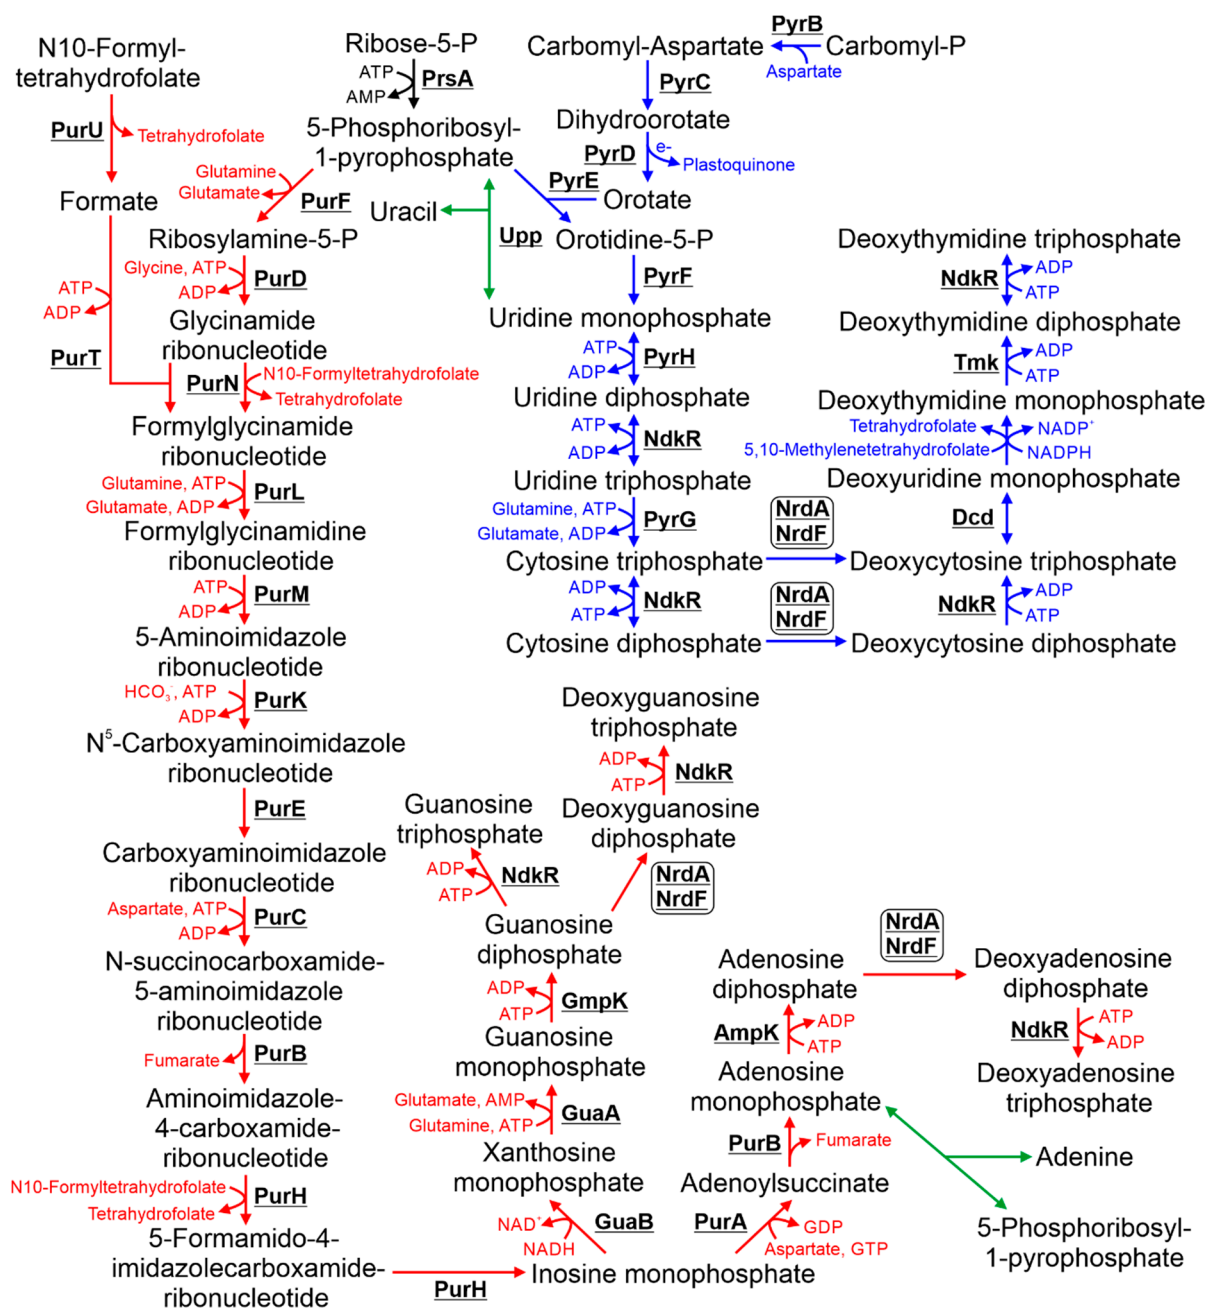 N10-Formyl-
tetrahydrofolate
PurU
Tetrahydrofolate
Formate
ATP
ADP
PurT
Ribose-5-P
ATP
AMP
PrsA
5-Phosphoribosyl-
1-pyrophosphate
Glutamine
Glutamate
PurF
Ribosylamine-5-P
Glycine, ATP
ADP
PurD
Glycinamide
ribonucleotide
PurN
N10-Formyltetrahydrofolate
Tetrahydrofolate
Formylglycinamide
ribonucleotide
Glutamine, ATP
Glutamate, ADP
PurL
Formylglycinamidine
ribonucleotide
ATP
ADP
PurM
5-Aminoimidazole
ribonucleotide
HCO₃⁻, ATP
ADP
PurK
N⁵-Carboxyaminoimidazole
ribonucleotide
PurE
Carboxyaminoimidazole
ribonucleotide
Aspartate, ATP
ADP
PurC
N-succinocarboxamide-
5-aminoimidazole
ribonucleotide
Fumarate
PurB
Aminoimidazole-
4-carboxamide-
ribonucleotide
N10-Formyltetrahydrofolate
Tetrahydrofolate
PurH
5-Formamido-4-
imidazolecarboxamide-
ribonucleotide
PurH
Inosine monophosphate
Uracil
Upp
Carbomyl-Aspartate
PyrB
Carbomyl-P
Aspartate
PyrC
Dihydroorotate
PyrD
e-
Plastoquinone
PyrE
Orotate
Orotidine-5-P
PyrF
Uridine monophosphate
ATP
ADP
PyrH
Uridine diphosphate
ATP
ADP
NdkR
Uridine triphosphate
Glutamine, ATP
Glutamate, ADP
PyrG
Cytosine triphosphate
NrdA
NrdF
ADP
ATP
NdkR
Cytosine diphosphate
NrdA
NrdF
Deoxythymidine triphosphate
NdkR
ADP
ATP
Deoxythymidine diphosphate
Tmk
ADP
ATP
Deoxythymidine monophosphate
Tetrahydrofolate
5,10-Methylenetetrahydrofolate
NADP⁺
NADPH
Deoxyuridine monophosphate
Dcd
Deoxycytosine triphosphate
NdkR
ADP
ATP
Deoxycytosine diphosphate
Deoxyguanosine
triphosphate
ADP
ATP
NdkR
Deoxyguanosine
diphosphate
Guanosine
triphosphate
ADP
ATP
NdkR
NrdA
NrdF
Guanosine
diphosphate
ADP
ATP
GmpK
Guanosine
monophosphate
Glutamate, AMP
Glutamine, ATP
GuaA
Xanthosine
monophosphate
NAD⁺
NADH
GuaB
PurA
GDP
Aspartate, GTP
Adenoylsuccinate
PurB
Fumarate
Adenosine
monophosphate
AmpK
ADP
ATP
Adenosine
diphosphate
NrdA
NrdF
Deoxyadenosine
diphosphate
NdkR
ATP
ADP
Deoxyadenosine
triphosphate
Adenine
5-Phosphoribosyl-
1-pyrophosphate